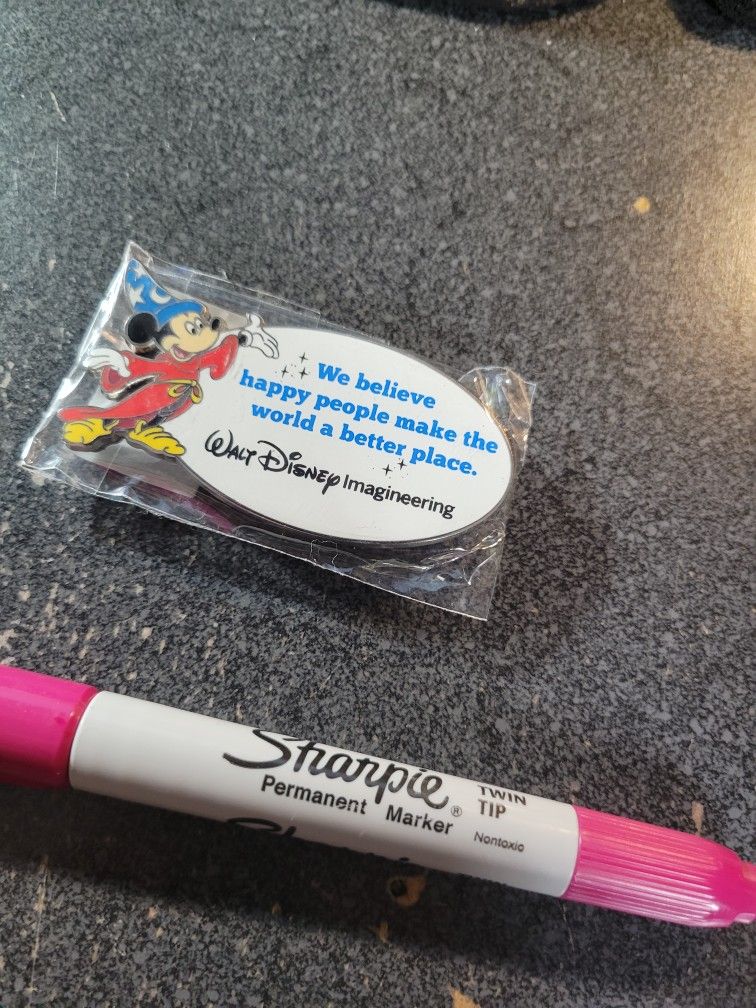 We believe
happy people make the
world a better place.
WALT DISNEY Imagineering
Sharpie®
TWIN
TIP
Permanent Marker
Nontoxic